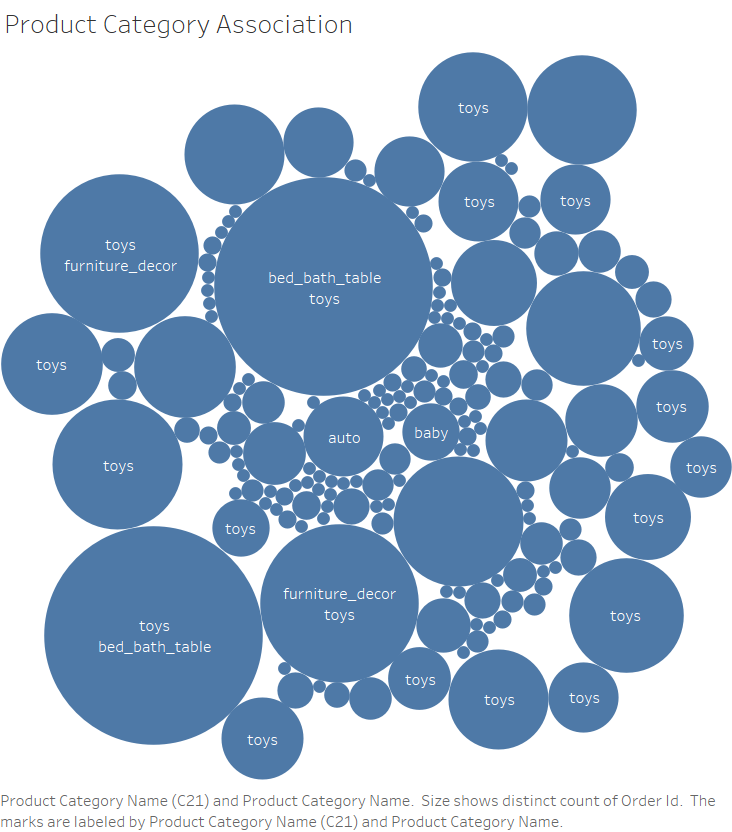 Product Category Association
toys
toys
toys
toys
furniture_decor
bed_bath_table
toys
toys
toys
toys
auto
baby
toys
toys
toys
toys
furniture_decor
toys
toys
toys
bed_bath_table
toys
toys
toys
toys
Product Category Name (C21) and Product Category Name.  Size shows distinct count of Order Id.  The
marks are labeled by Product Category Name (C21) and Product Category Name.